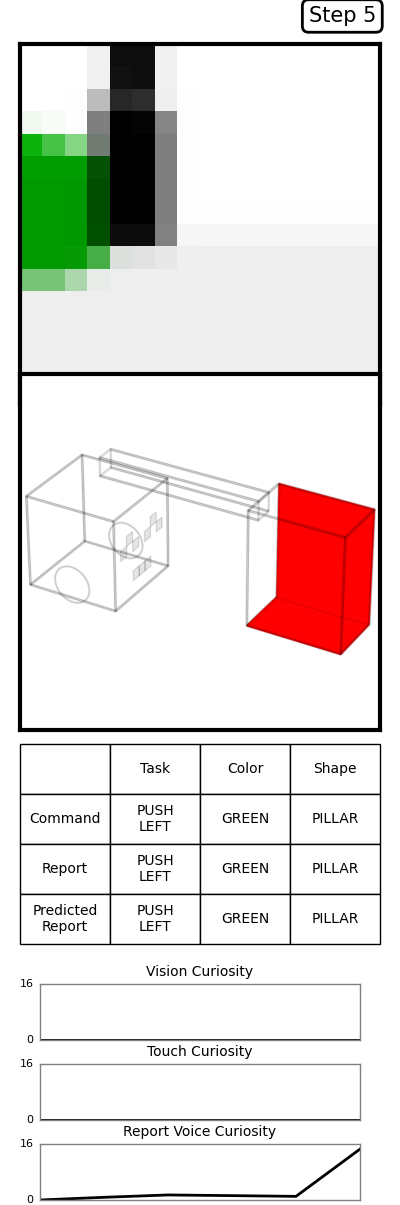 Step 5
Task Color Shape
Command PUSH LEFT GREEN PILLAR
Report PUSH LEFT GREEN PILLAR
Predicted Report PUSH LEFT GREEN PILLAR
Vision Curiosity
16
0
Touch Curiosity
16
0
Report Voice Curiosity
16
0